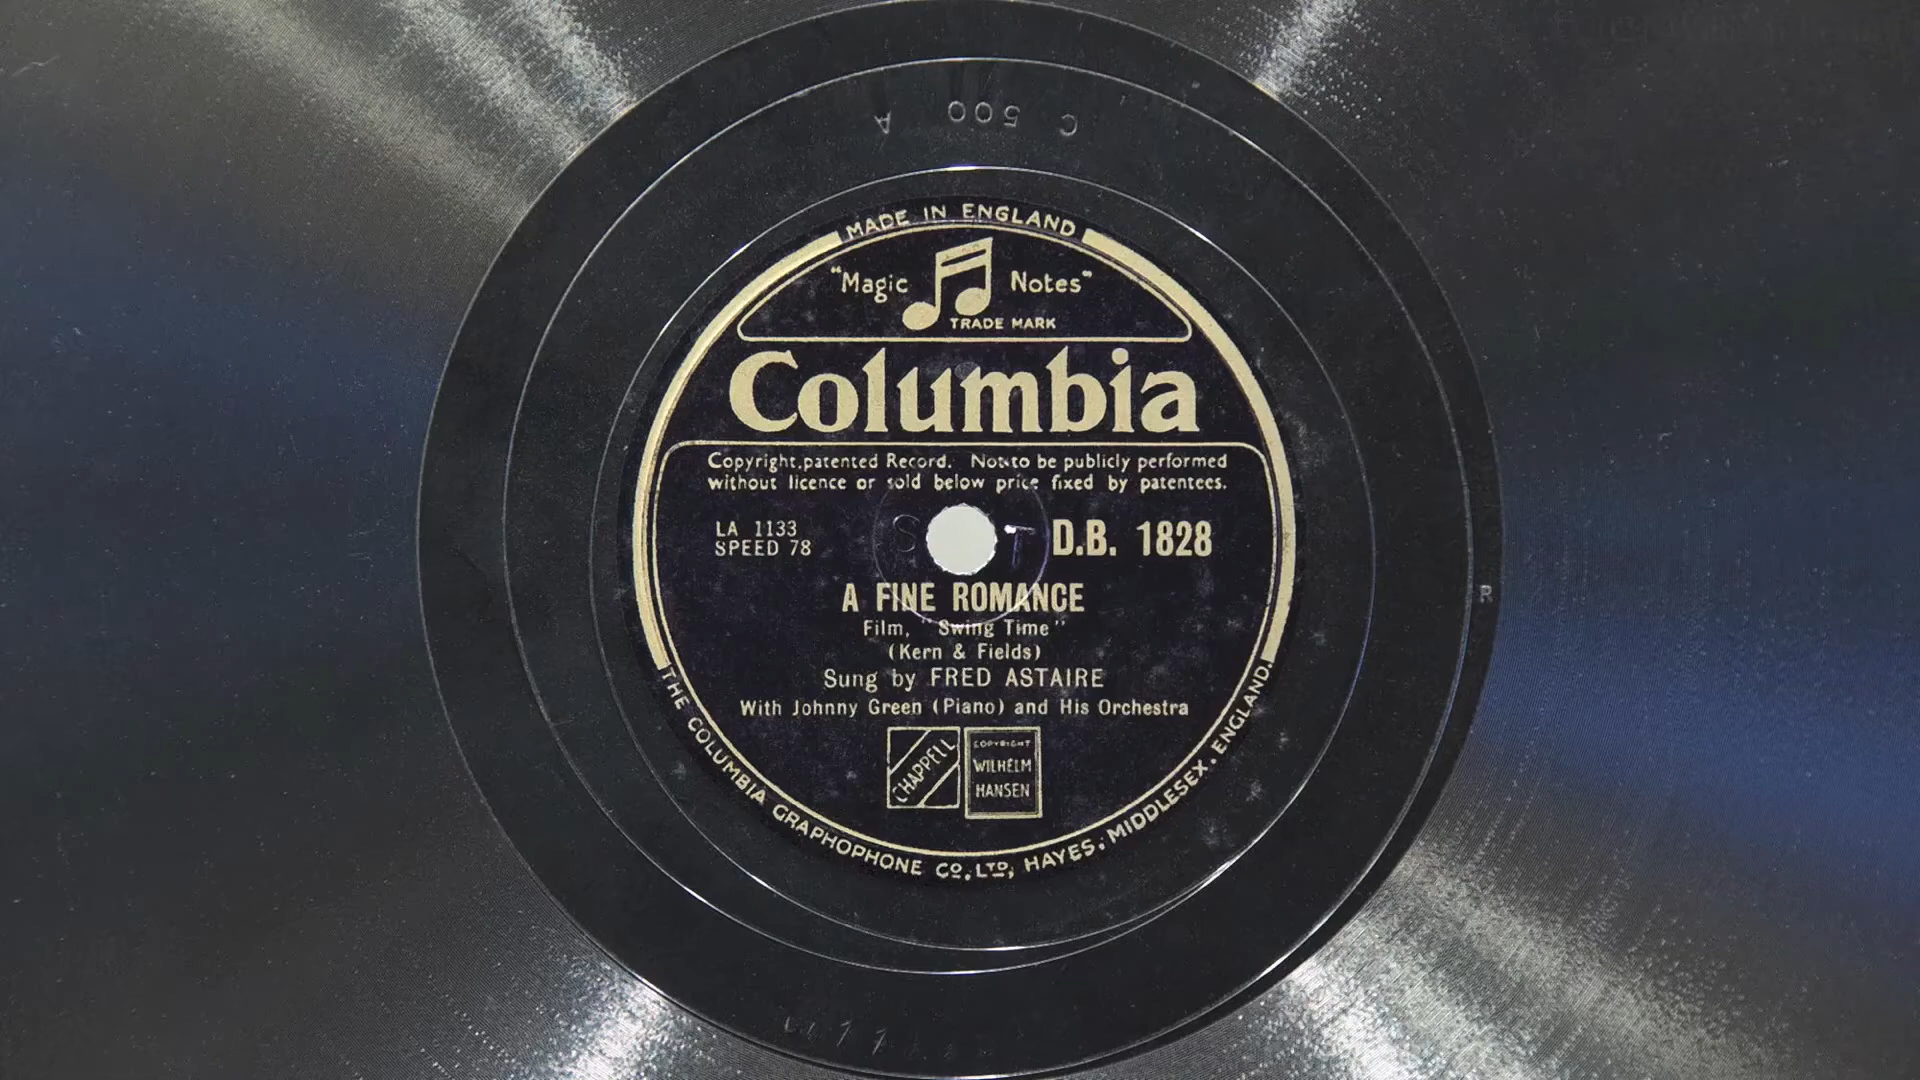 C 500 A
MADE IN ENGLAND
"Magic Notes"
TRADE MARK
Columbia
Copyright,patented Record. Not to be publicly performed
without licence or sold below price fixed by patentees.
LA 1133
SPEED 78
D.B. 1828
A FINE ROMANCE
Film, "Swing Time"
(Kern & Fields)
Sung by FRED ASTAIRE
With Johnny Green (Piano) and His Orchestra
CHAPPELL
COPYRIGHT
WILHELM
HANSEN
THE COLUMBIA GRAPHOPHONE CO., LTD, HAYES, MIDDLESEX, ENGLAND.
R